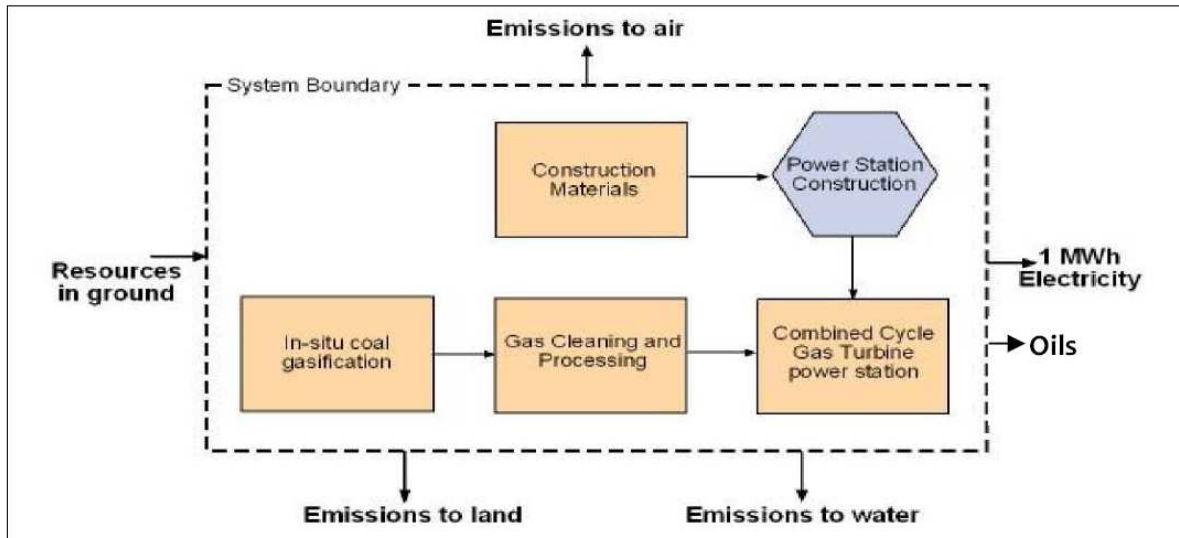 Emissions to air
System Boundary
Construction
Materials
Power Station
Construction
Resources
in ground
1 MWh
Electricity
In-situ coal
gasification
Gas Cleaning and
Processing
Combined Cycle
Gas Turbine
power station
Oils
Emissions to land
Emissions to water